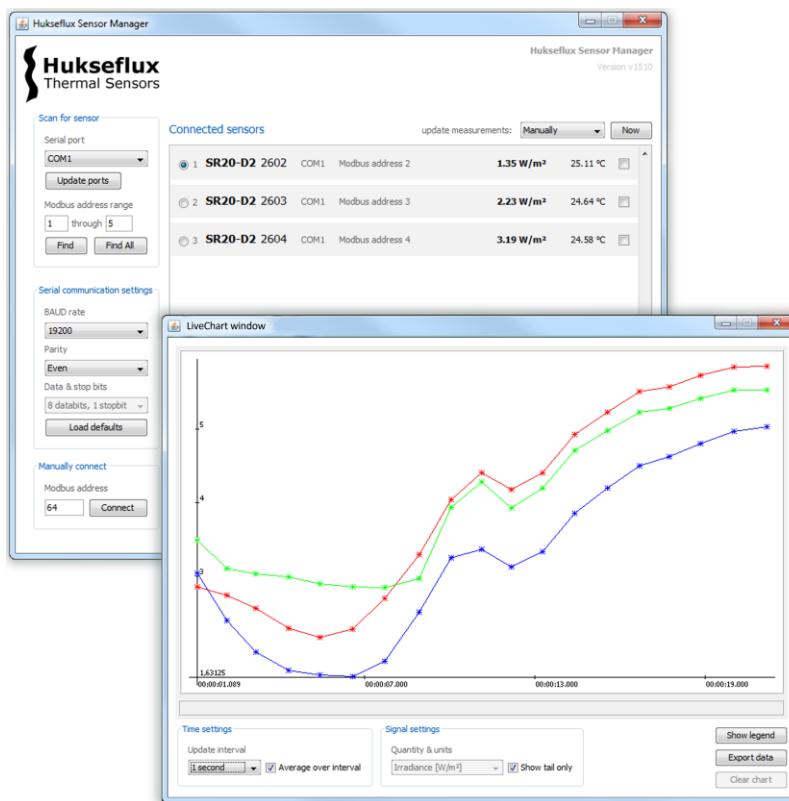 Hukseflux Sensor Manager
Hukseflux Sensor Manager
Version v1510
Hukseflux
Thermal Sensors
Scan for sensor
Serial port
COM1
Update ports
Modbus address range
1 through 5
Find Find All
Connected sensors update measurements: Manually Now
1 SR20-D2 2602 COM1 Modbus address 2 1.35 W/m² 25.11 °C
2 SR20-D2 2603 COM1 Modbus address 3 2.23 W/m² 24.64 °C
3 SR20-D2 2604 COM1 Modbus address 4 3.19 W/m² 24.58 °C
Serial communication settings
BAUD rate
19200
Parity
Even
Data & stop bits
8 databits, 1 stopbit
Load defaults
Manually connect
Modbus address
64 Connect
LiveChart window
5
4
3
1,63125
00:00:01.089 00:00:07.000 00:00:13.000 00:00:19.000
Time settings
Update interval
1 second Average over interval
Signal settings
Quantity & units
Irradiance [W/m²] Show tail only
Show legend
Export data
Clear chart